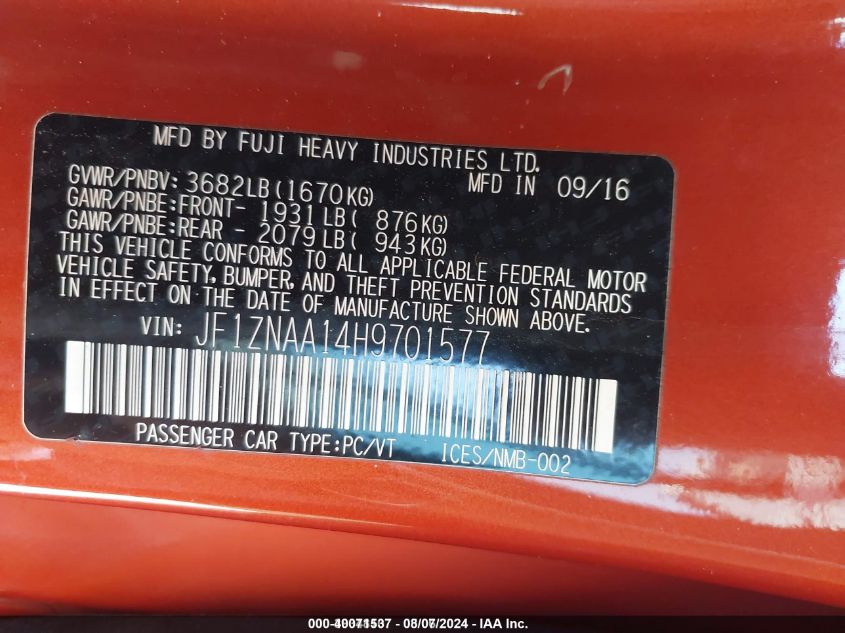 MFD BY FUJI HEAVY INDUSTRIES LTD.
GVWR/PNBV: 3682LB(1670KG) MFD IN 09/16
GAWR/PNBE:FRONT- 1931LB( 876KG)
GAWR/PNBE:REAR - 2079LB( 943KG)
THIS VEHICLE CONFORMS TO ALL APPLICABLE FEDERAL MOTOR
VEHICLE SAFETY, BUMPER, AND THEFT PREVENTION STANDARDS
IN EFFECT ON THE DATE OF MANUFACTURE SHOWN ABOVE.
VIN: JF1ZNAA14H9701577
PASSENGER CAR TYPE:PC/VT ICES/NMB-002
- 08/06/2024 - IAA Inc.